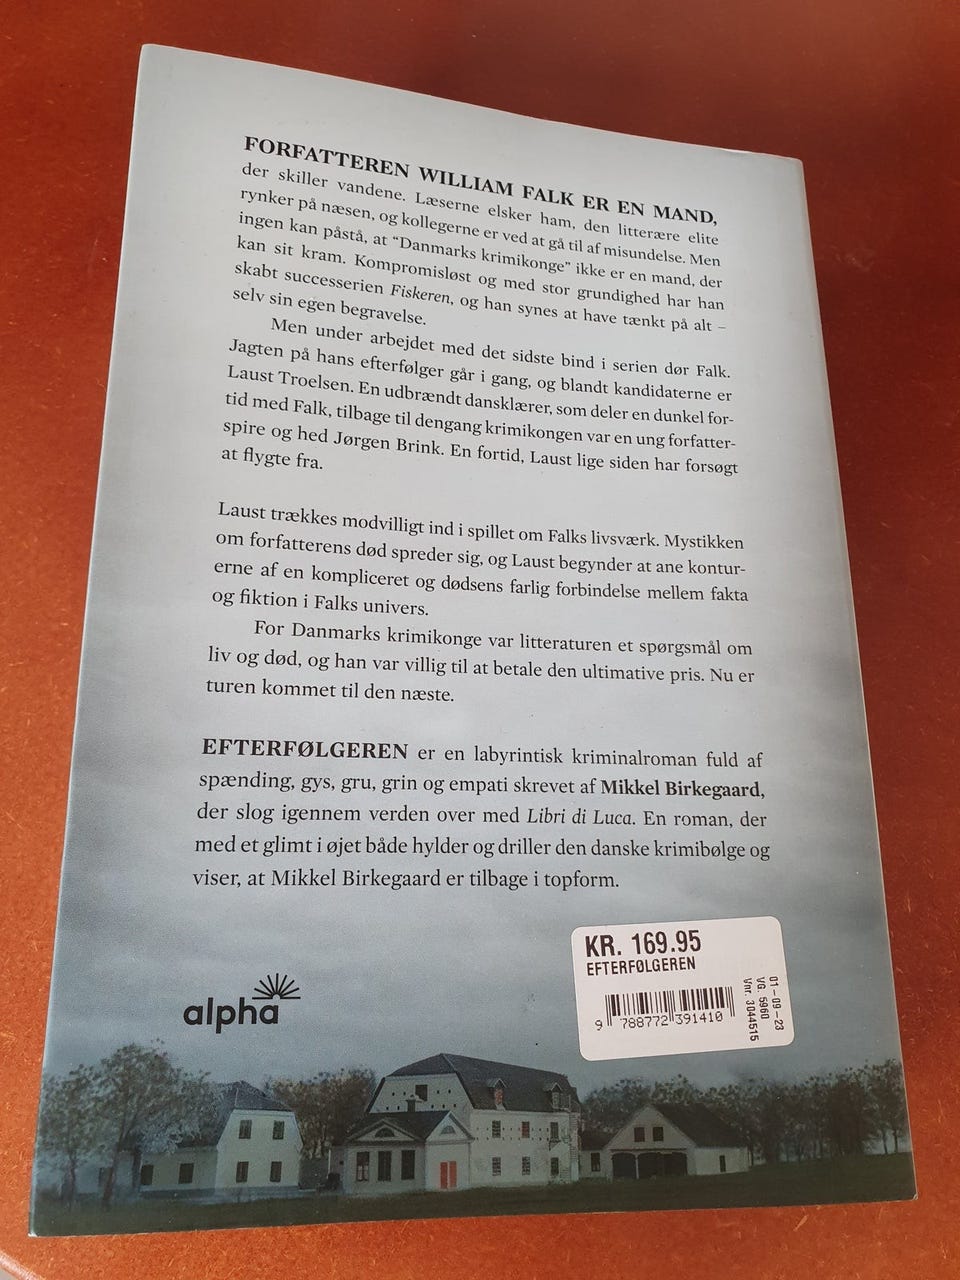 FORFATTEREN WILLIAM FALK ER EN MAND,
der skiller vandene. Læserne elsker ham, den litterære elite
rynker på næsen, og kollegerne er ved at gå til af misundelse. Men
ingen kan påstå, at “Danmarks krimikonge” ikke er en mand, der
kan sit kram. Kompromisløst og med stor grundighed har han
skabt successerien Fiskeren, og han synes at have tænkt på alt –
selv sin egen begravelse.
Men under arbejdet med det sidste bind i serien dør Falk.
Jagten på hans efterfølger går i gang, og blandt kandidaterne er
Laust Troelsen. En udbrændt dansklærer, som deler en dunkel for-
tid med Falk, tilbage til dengang krimikongen var en ung forfatter-
spire og hed Jørgen Brink. En fortid, Laust lige siden har forsøgt
at flygte fra.
Laust trækkes modvilligt ind i spillet om Falks livsværk. Mystikken
om forfatterens død spreder sig, og Laust begynder at ane kontur-
erne af en kompliceret og dødsens farlig forbindelse mellem fakta
og fiktion i Falks univers.
For Danmarks krimikonge var litteraturen et spørgsmål om
liv og død, og han var villig til at betale den ultimative pris. Nu er
turen kommet til den næste.
EFTERFØLGEREN er en labyrintisk kriminalroman fuld af
spænding, gys, gru, grin og empati skrevet af Mikkel Birkegaard,
der slog igennem verden over med Libri di Luca. En roman, der
med et glimt i øjet både hylder og driller den danske krimibølge og
viser, at Mikkel Birkegaard er tilbage i topform.
alpha
KR. 169.95
EFTERFØLGEREN
9 788772 391410
01-09-23
VG. 5960
Vnr. 3044515